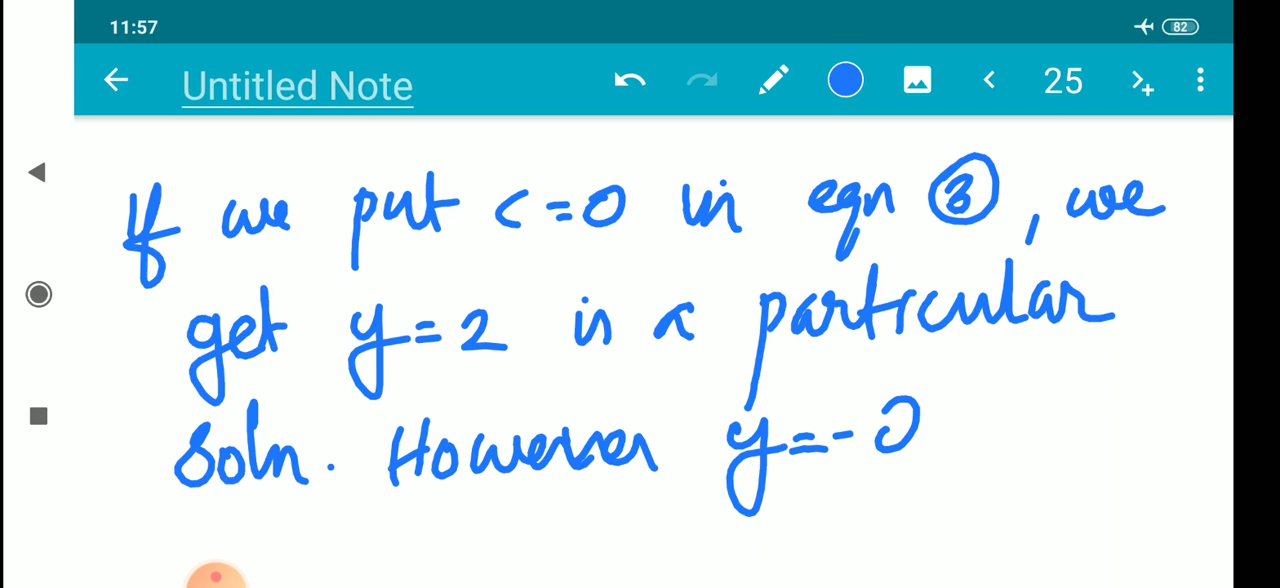 11:57
82
Untitled Note
25
If we put c=0 in eqn ③, we
get y=2 is a particular
soln. However y=-0